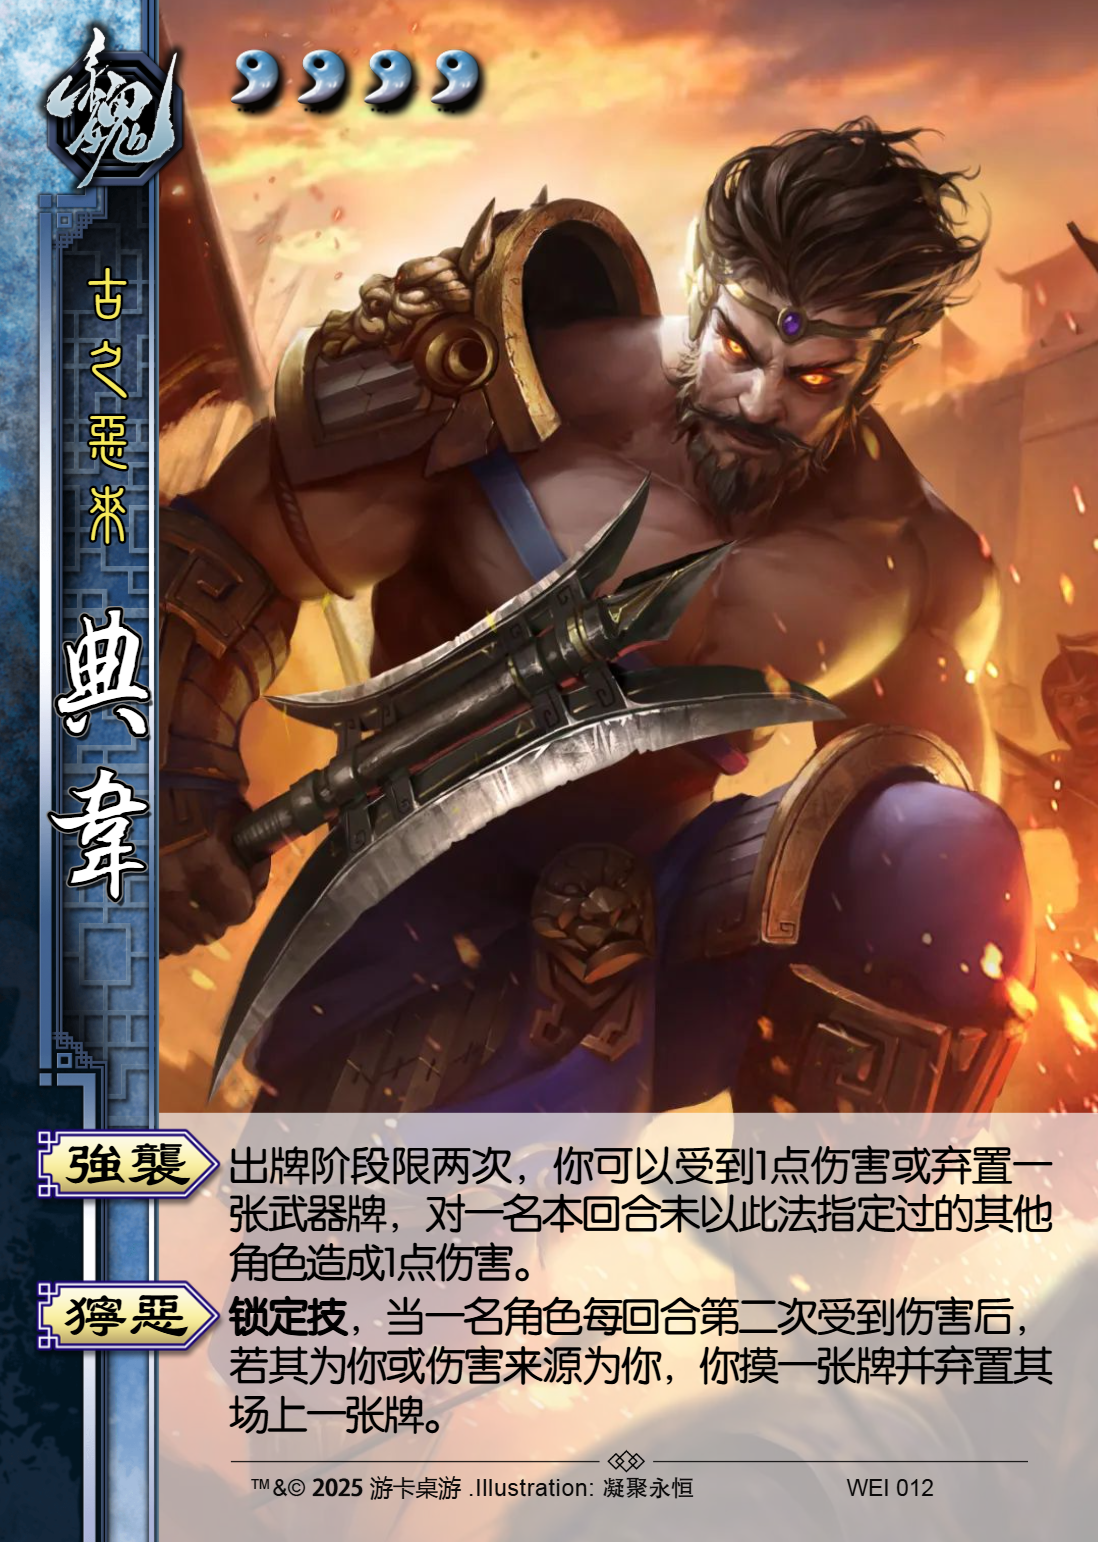 魏
古之惡來
典韋
強襲
出牌阶段限两次，你可以受到1点伤害或弃置一
张武器牌，对一名本回合未以此法指定过的其他
角色造成1点伤害。
獰惡
锁定技，当一名角色每回合第二次受到伤害后，
若其为你或伤害来源为你，你摸一张牌并弃置其
场上一张牌。
™&© 2025 游卡桌游 .Illustration: 凝聚永恒
WEI 012